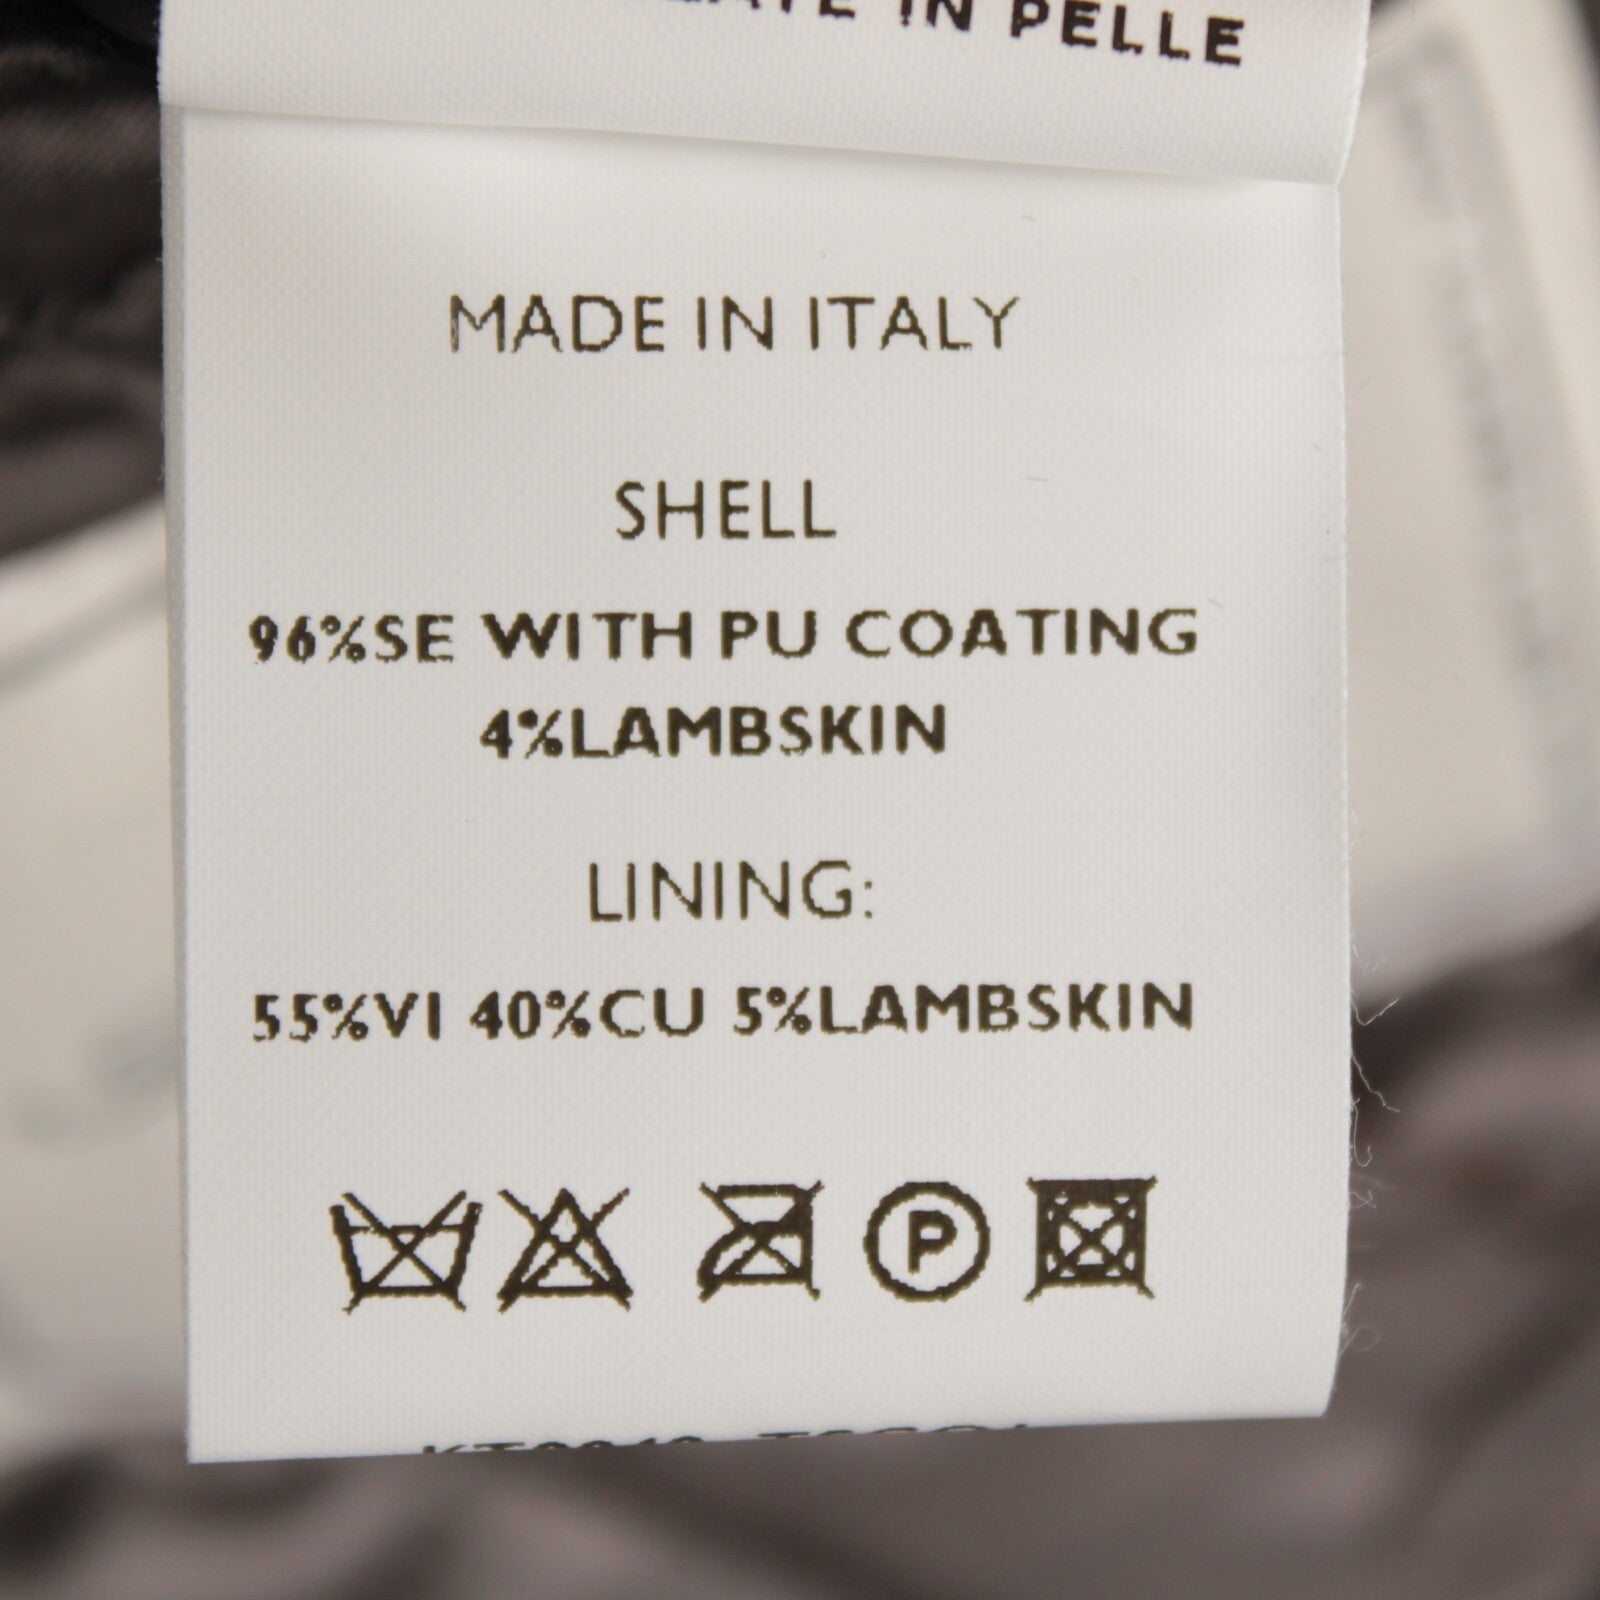 IN PELLE
MADE IN ITALY
SHELL
96%SE WITH PU COATING
4%LAMBSKIN
LINING:
55%VI 40%CU 5%LAMBSKIN
P